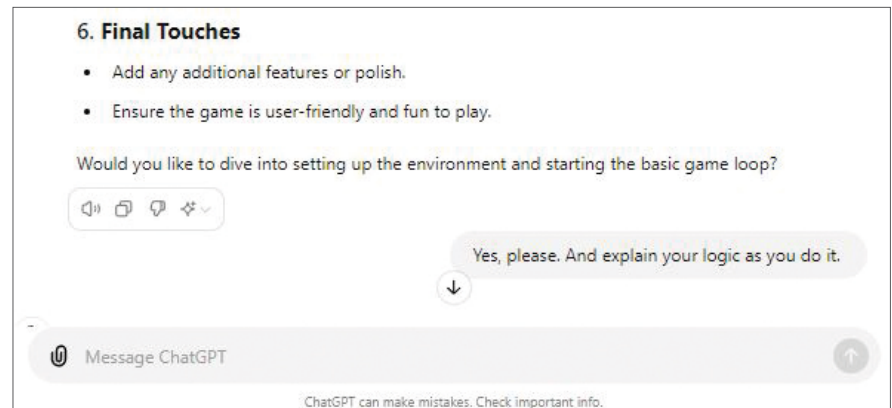 6. Final Touches
• Add any additional features or polish.
• Ensure the game is user-friendly and fun to play.
Would you like to dive into setting up the environment and starting the basic game loop?
Yes, please. And explain your logic as you do it.
Message ChatGPT
ChatGPT can make mistakes. Check important info.